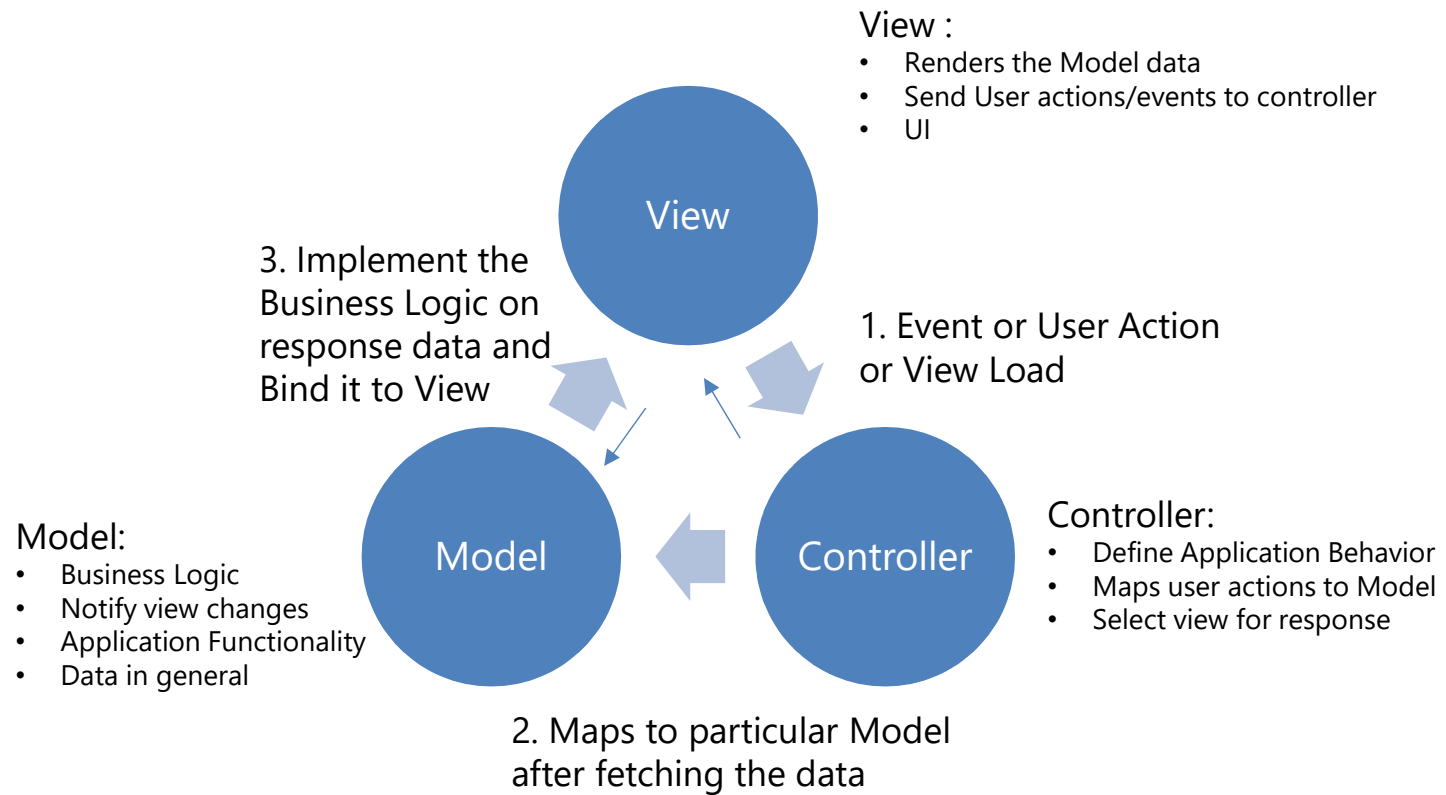 View :
• Renders the Model data
• Send User actions/events to controller
• UI
View
3. Implement the
Business Logic on
response data and
Bind it to View
1. Event or User Action
or View Load
Model:
• Business Logic
• Notify view changes
• Application Functionality
• Data in general
Model
Controller
Controller:
• Define Application Behavior
• Maps user actions to Model
• Select view for response
2. Maps to particular Model
after fetching the data